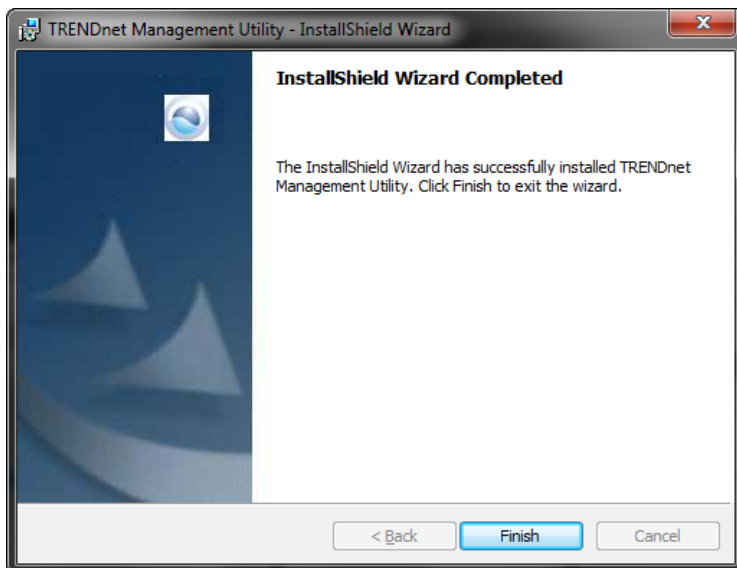 TRENDnet Management Utility - InstallShield Wizard
X
InstallShield Wizard Completed
The InstallShield Wizard has successfully installed TRENDnet
Management Utility. Click Finish to exit the wizard.
< Back
Finish
Cancel